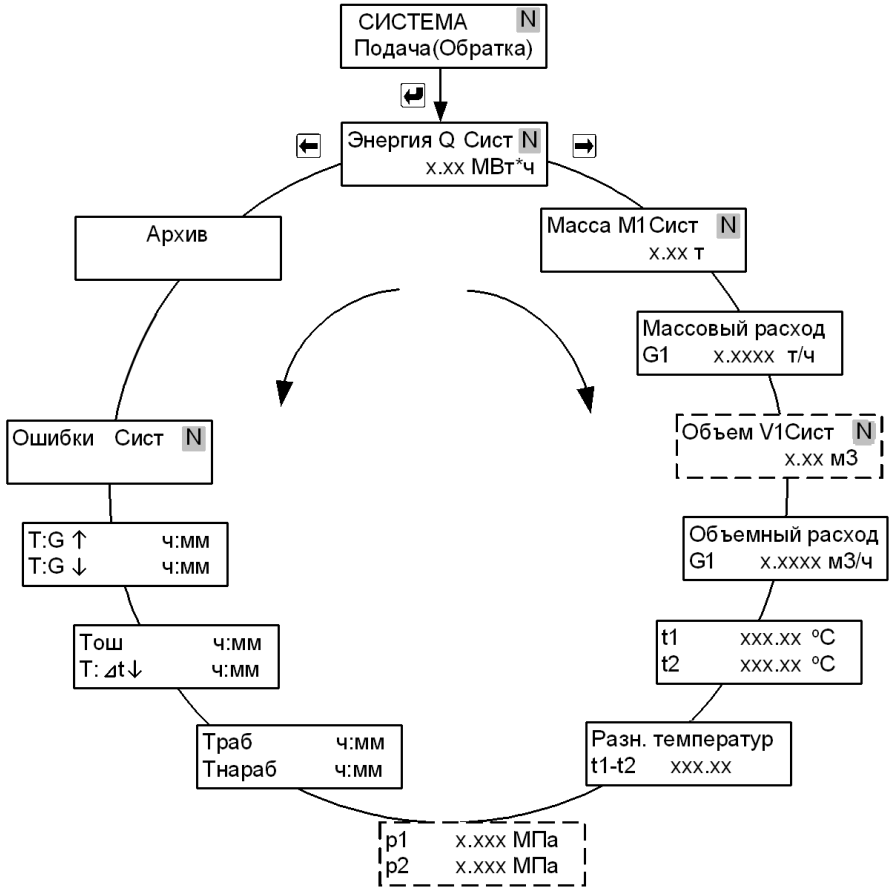 СИСТЕМА N
Подача(Обратка)
Энергия Q Сист N
x.xx МВт*ч
Масса M1Сист N
x.xx т
Массовый расход
G1 x.xxxx т/ч
Объем V1Сист N
x.xx м3
Объемный расход
G1 x.xxxx м3/ч
t1 xxx.xx ºC
t2 xxx.xx ºC
Разн. температур
t1-t2 xxx.xx
p1 x.xxx МПа
p2 x.xxx МПа
Траб ч:мм
Тнараб ч:мм
Тош ч:мм
T: ⊿t↓ ч:мм
T:G ↑ ч:мм
T:G ↓ ч:мм
Ошибки Сист N
Архив